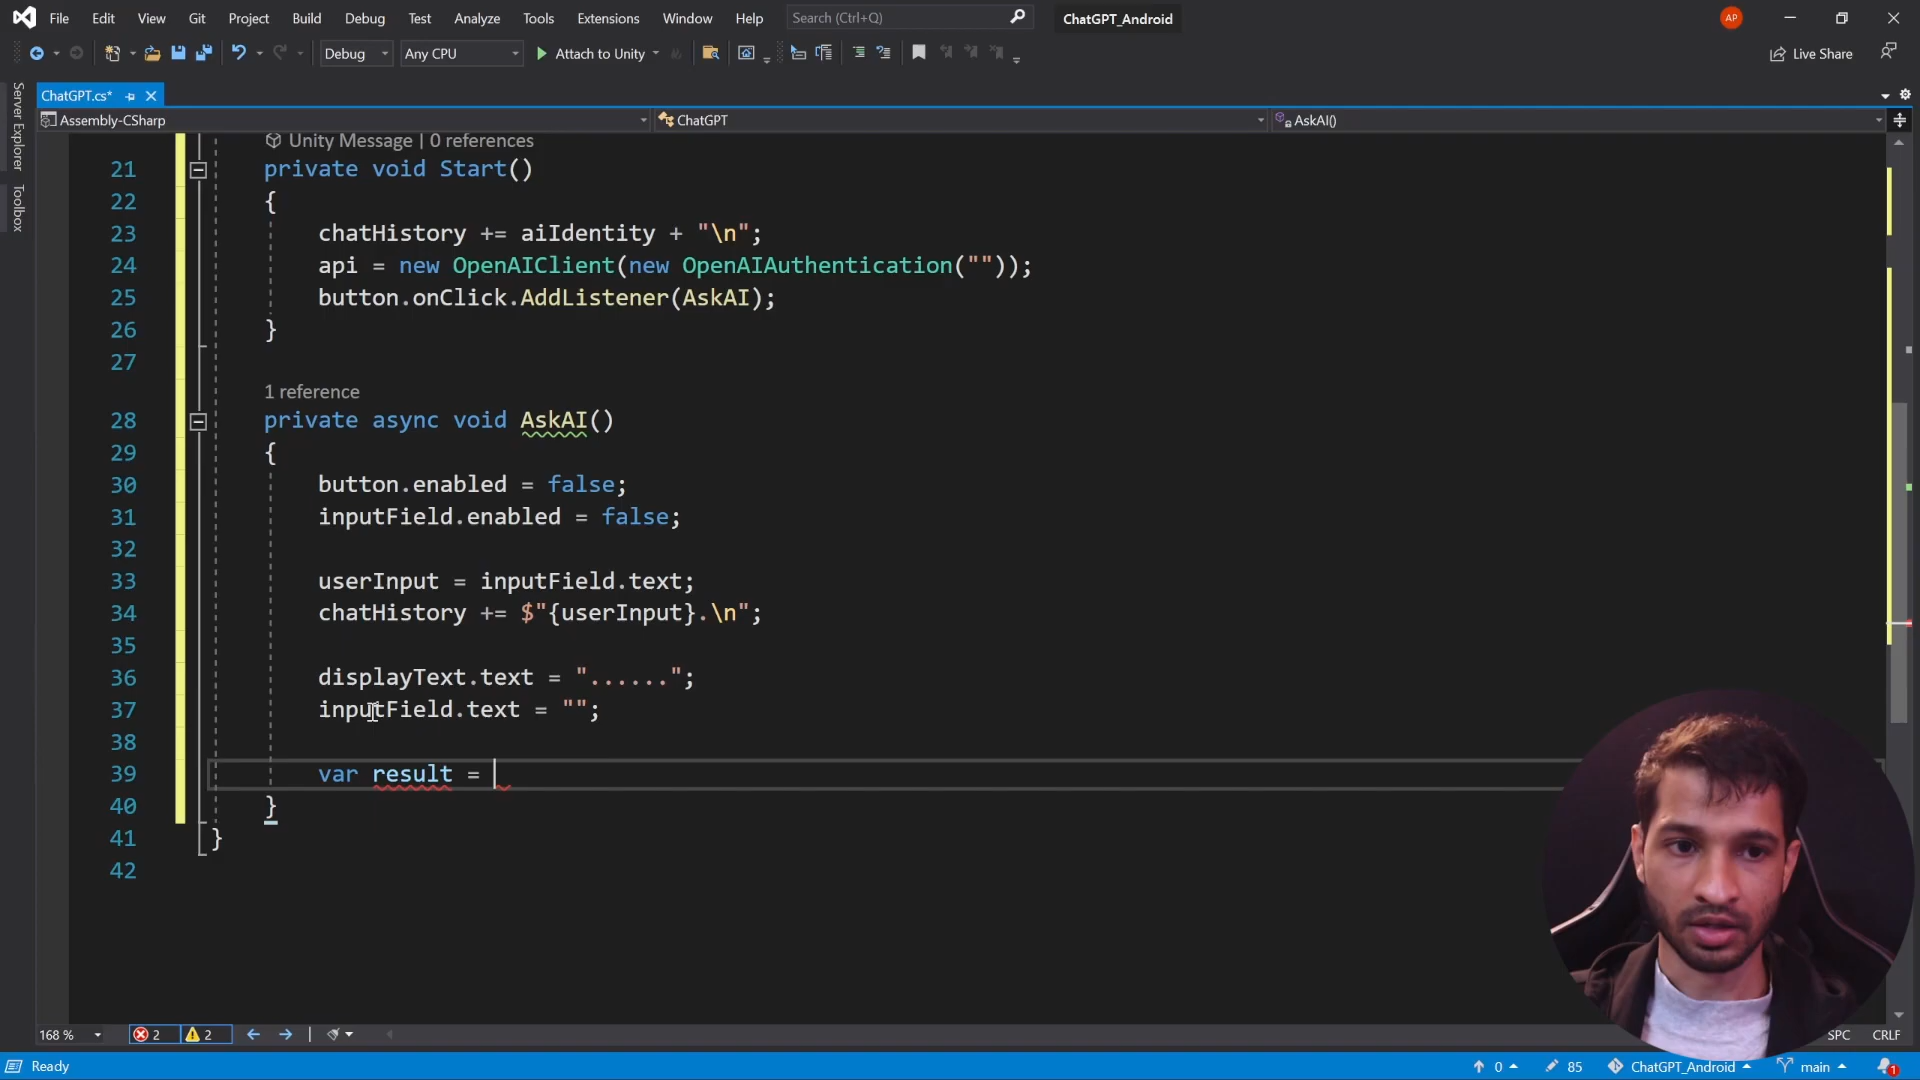 File Edit View Git Project Build Debug Test Analyze Tools Extensions Window Help Search (Ctrl+Q) ChatGPT_Android AP
Debug Any CPU Attach to Unity Live Share
ChatGPT.cs*
Assembly-CSharp ChatGPT AskAI()
Server Explorer
Toolbox
Unity Message | 0 references
21 private void Start()
22 {
23 chatHistory += aiIdentity + "\n";
24 api = new OpenAIClient(new OpenAIAuthentication(""));
25 button.onClick.AddListener(AskAI);
26 }
27
1 reference
28 private async void AskAI()
29 {
30 button.enabled = false;
31 inputField.enabled = false;
32
33 userInput = inputField.text;
34 chatHistory += $"{userInput}.\n";
35
36 displayText.text = "......";
37 inputField.text = "";
38
39 var result =
40 }
41 }
42
168 % 2 2 SPC CRLF
Ready 0 85 ChatGPT_Android main 1